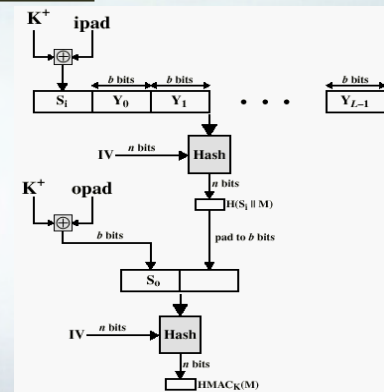 K+ ipad
b bits b bits b bits
Si Y0 Y1 • • • YL–1
IV n bits Hash
n bits
H(Si || M)
K+ opad
b bits pad to b bits
So
IV n bits Hash
n bits
HMACK(M)